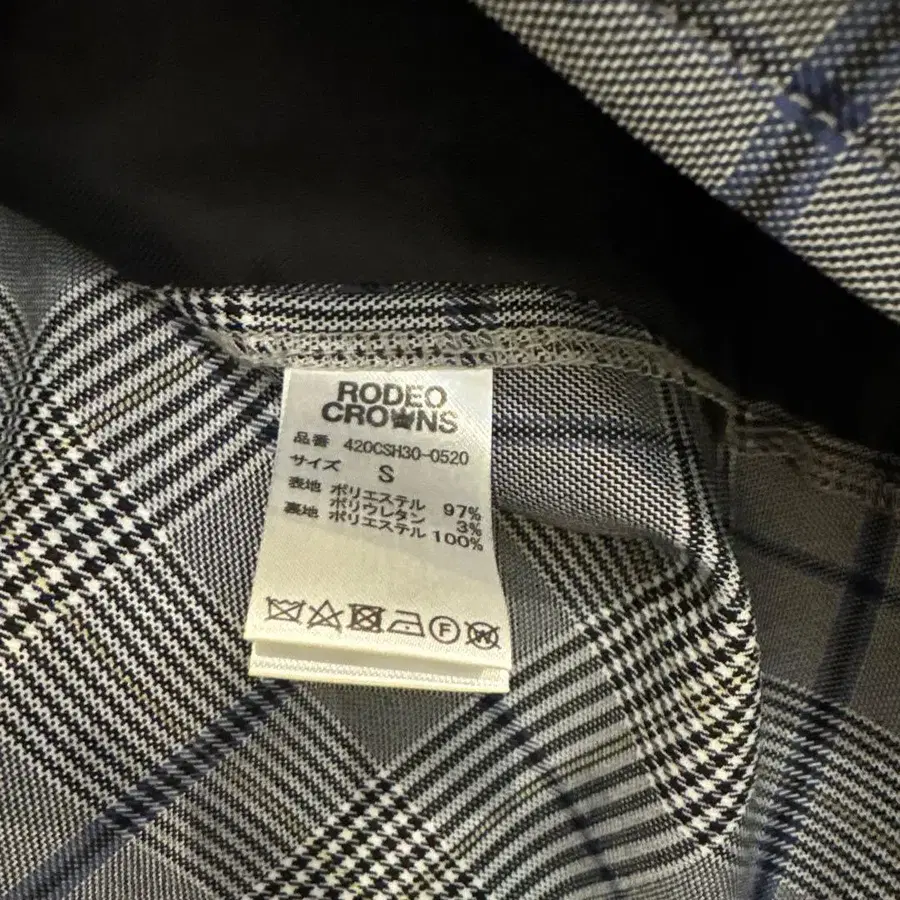 RODEO
CROWNS
品番 420CSH30-0520
サイズ S
表地 ポリエステル 97%
ポリウレタン 3%
裏地 ポリエステル 100%
F W